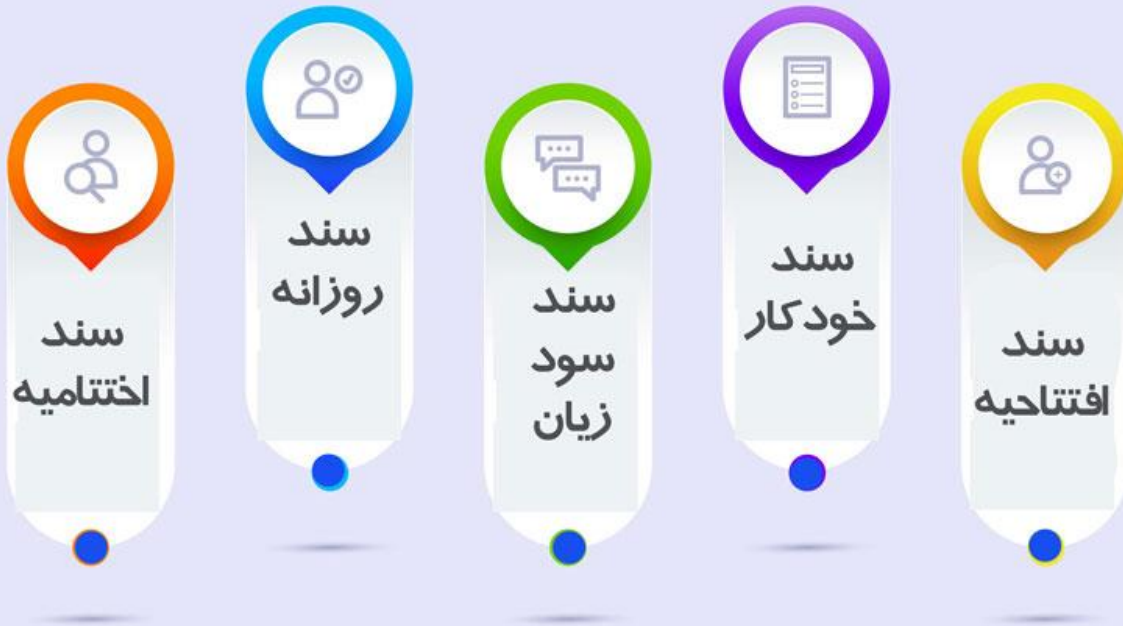 سند
افتتاحیه
سند
خودکار
سند
سود
زیان
سند
روزانه
سند
اختتامیه